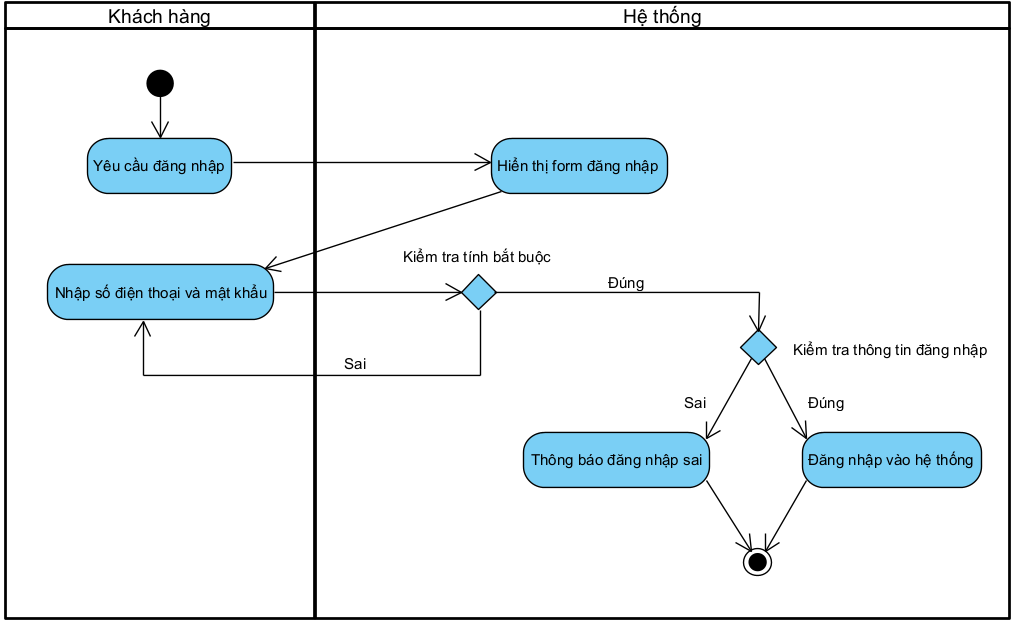 Khách hàng
Hệ thống
Yêu cầu đăng nhập
Hiển thị form đăng nhập
Kiểm tra tính bắt buộc
Nhập số điện thoại và mật khẩu
Đúng
Kiểm tra thông tin đăng nhập
Sai
Sai
Đúng
Thông báo đăng nhập sai
Đăng nhập vào hệ thống